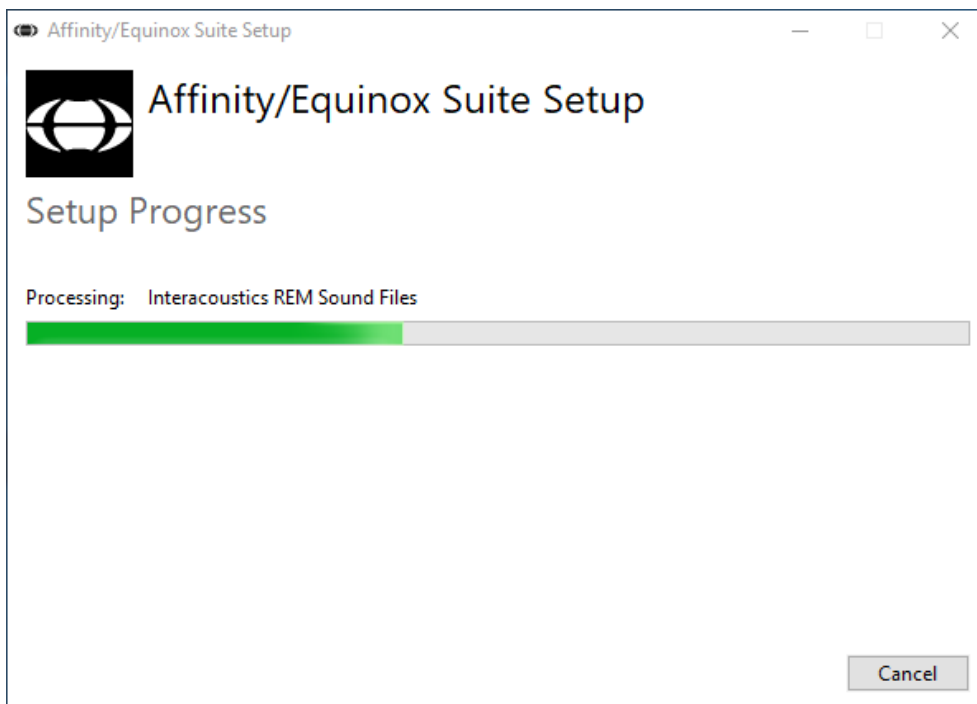 Affinity/Equinox Suite Setup
Affinity/Equinox Suite Setup
Setup Progress
Processing: Interacoustics REM Sound Files
Cancel